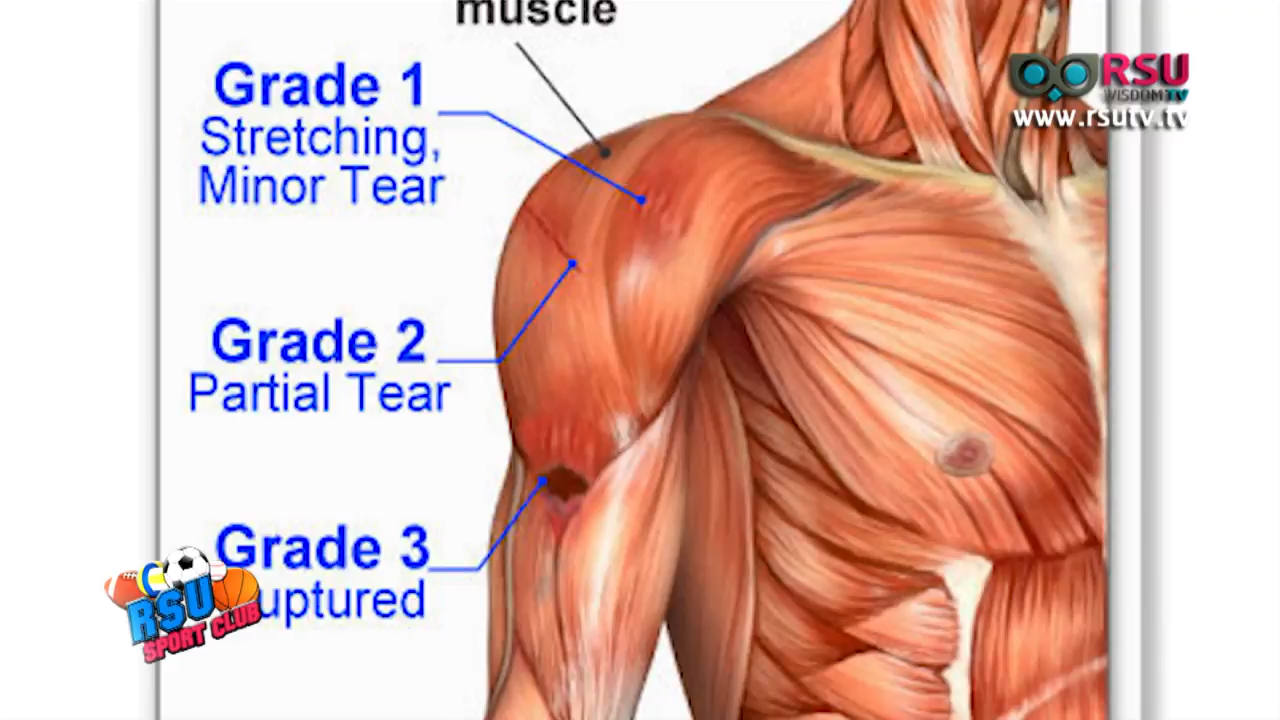 muscle
Grade 1
Stretching,
Minor Tear
Grade 2
Partial Tear
Grade 3
uptured
RSU
WISDOM TV
www.rsutv.tv
RSU
SPORT CLUB